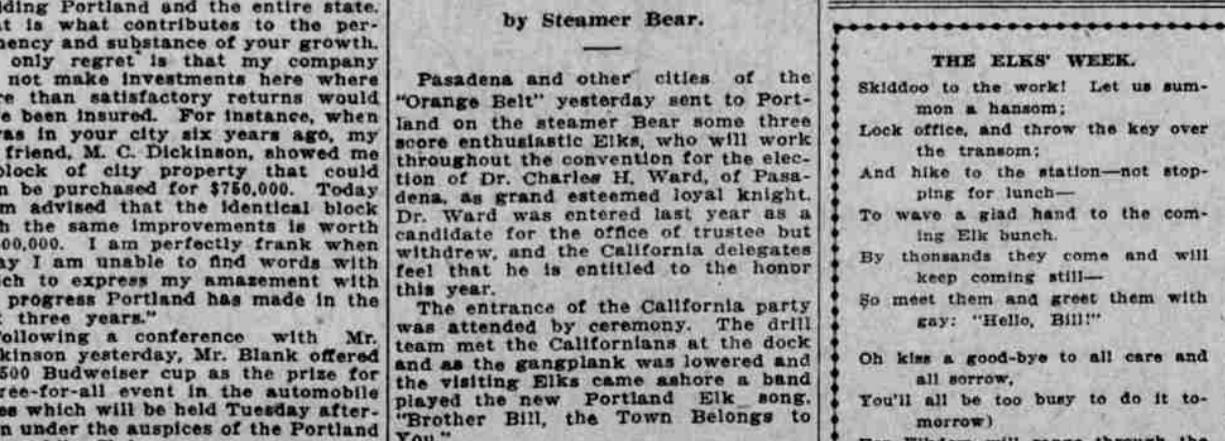 Portland and the entire state.
is what contributes to the per-
and substance of your growth.
only regret is that my company
not make investments here where
than satisfactory returns would
been insured. For instance, when
in your city six years ago, my
friend, M. C. Dickinson, showed me
block of city property that could
be purchased for $750,000. Today
advised that the identical block
the same improvements is worth
I am perfectly frank when
I am unable to find words with
to express my amazement with
progress Portland has made in the
three years."
following a conference with Mr.
yesterday, Mr. Blank offered
Budweiser cup as the prize for
event in the automobile
which will be held Tuesday after-
under the auspices of the Portland
by Steamer Bear.
Pasadena and other cities of the
"Orange Belt" yesterday sent to Port-
land on the steamer Bear some three
score enthusiastic Elks, who will work
throughout the convention for the elec-
tion of Dr. Charles H. Ward, of Pasa-
dena, as grand esteemed loyal knight.
Dr. Ward was entered last year as a
candidate for the office of trustee but
withdrew, and the California delegates
feel that he is entitled to the honor
this year.
The entrance of the California party
was attended by ceremony. The drill
team met the Californians at the dock
and as the gangplank was lowered and
the visiting Elks came ashore a band
played the new Portland Elk song,
"Brother Bill, the Town Belongs to
You."
THE ELKS' WEEK.
Skiddoo to the work! Let us sum-
mon a hansom;
Lock office, and throw the key over
the transom;
And hike to the station—not stop-
ping for lunch—
To wave a glad hand to the com-
ing Elk bunch.
By thousands they come and will
keep coming still—
So meet them and greet them with
gay: "Hello, Bill!"
Oh kiss a good-bye to all care and
all sorrow,
You'll all be too busy to do it to-
morrow)